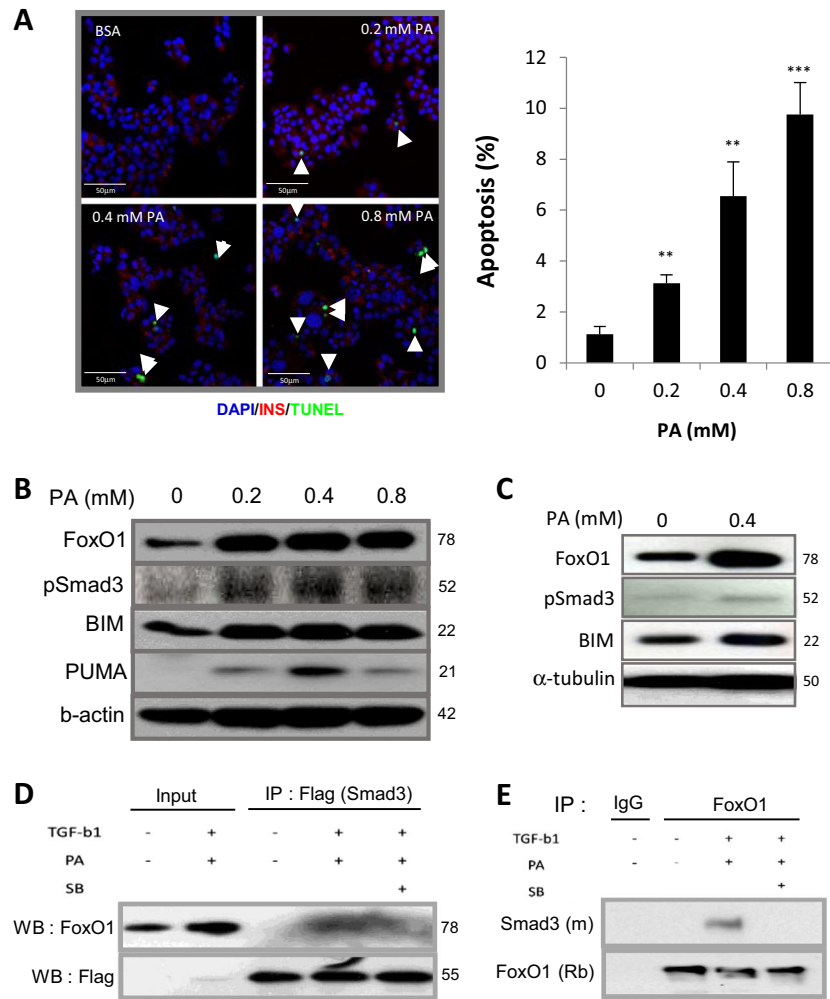 A
BSA
0.2 mM PA
50µm
50µm
0.4 mM PA
0.8 mM PA
50µm
50µm
DAPI/INS/TUNEL
Apoptosis (%)
12
10
8
6
4
2
0
**
**
***
0 0.2 0.4 0.8
PA (mM)
B
PA (mM) 0 0.2 0.4 0.8
FoxO1 78
pSmad3 52
BIM 22
PUMA 21
b-actin 42
C
PA (mM) 0 0.4
FoxO1 78
pSmad3 52
BIM 22
α-tubulin 50
D
Input IP : Flag (Smad3)
TGF-b1 - + - + +
PA - + - + +
SB +
WB : FoxO1 78
WB : Flag 55
E
IP : IgG FoxO1
TGF-b1 - - + +
PA - - + +
SB +
Smad3 (m)
FoxO1 (Rb)